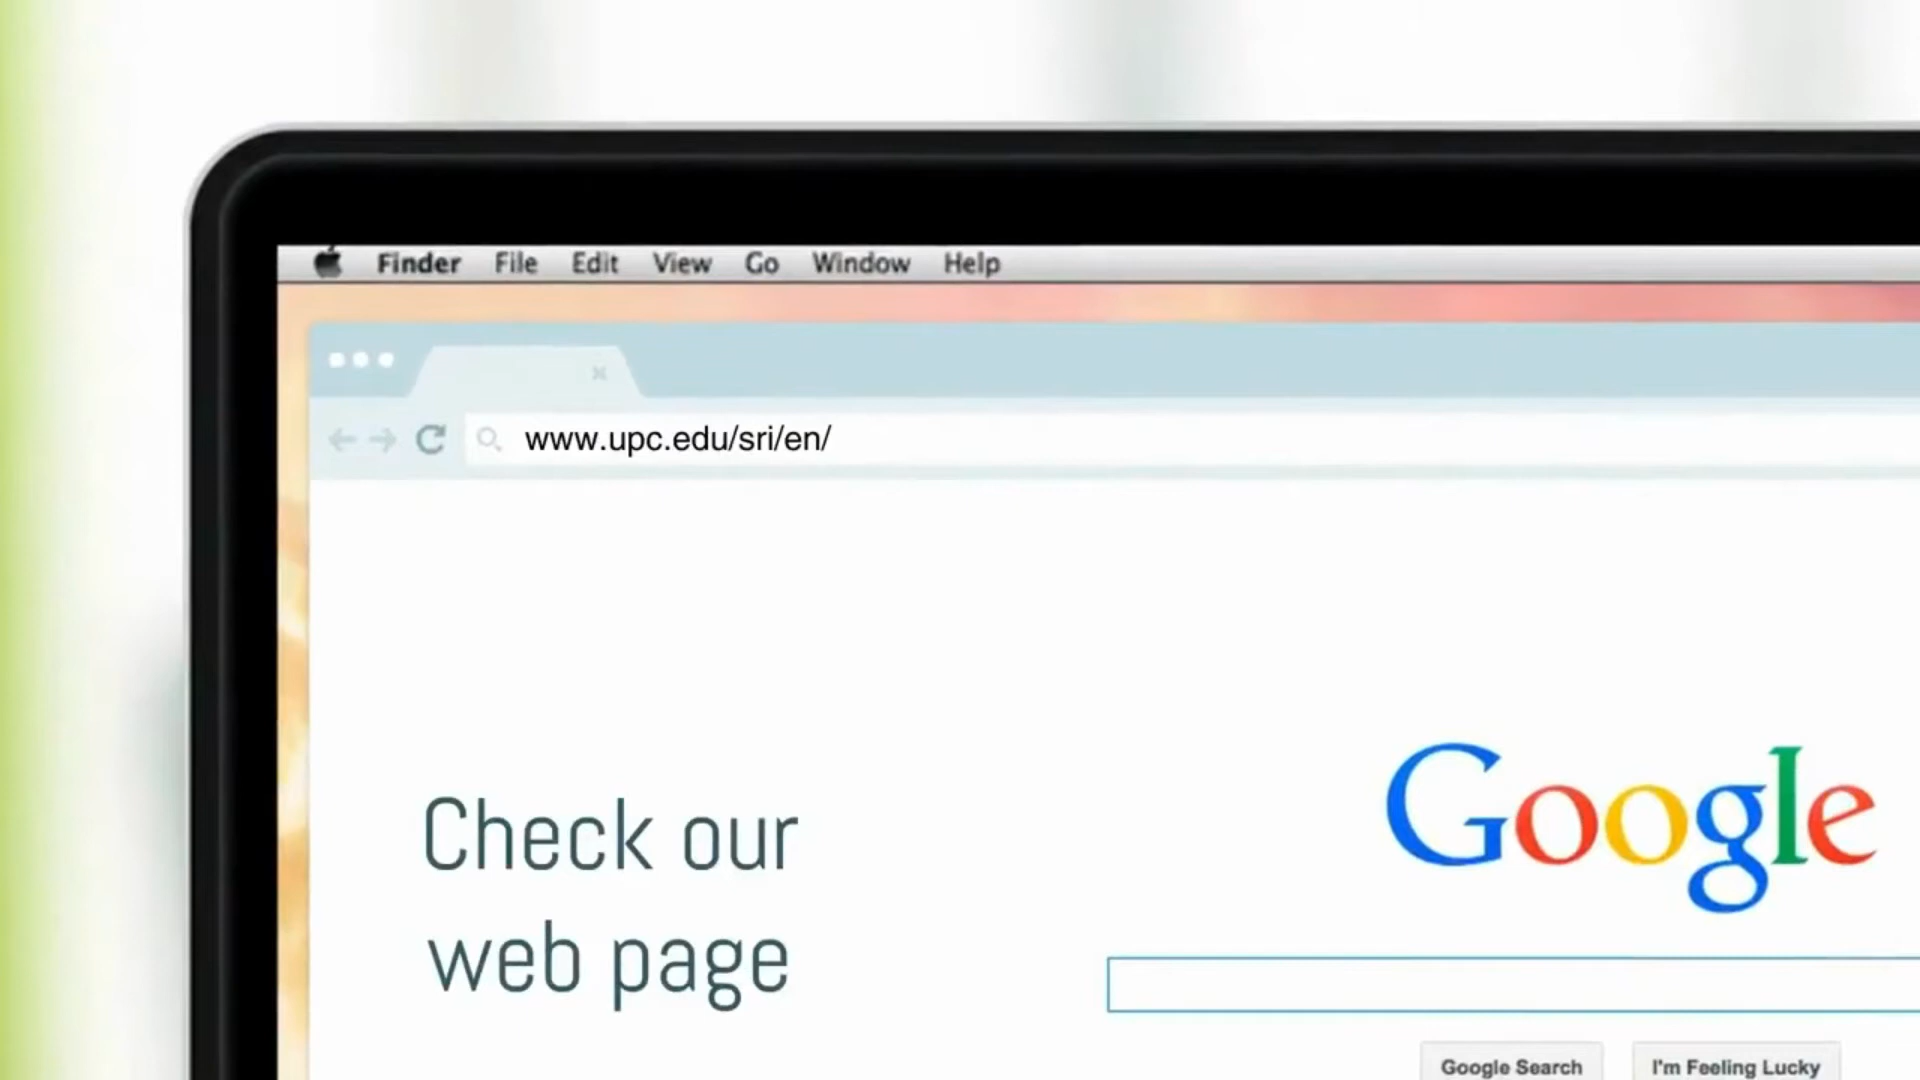 Finder File Edit View Go Window Help
www.upc.edu/sri/en/
Google
Check our
web page
Google Search I'm Feeling Lucky